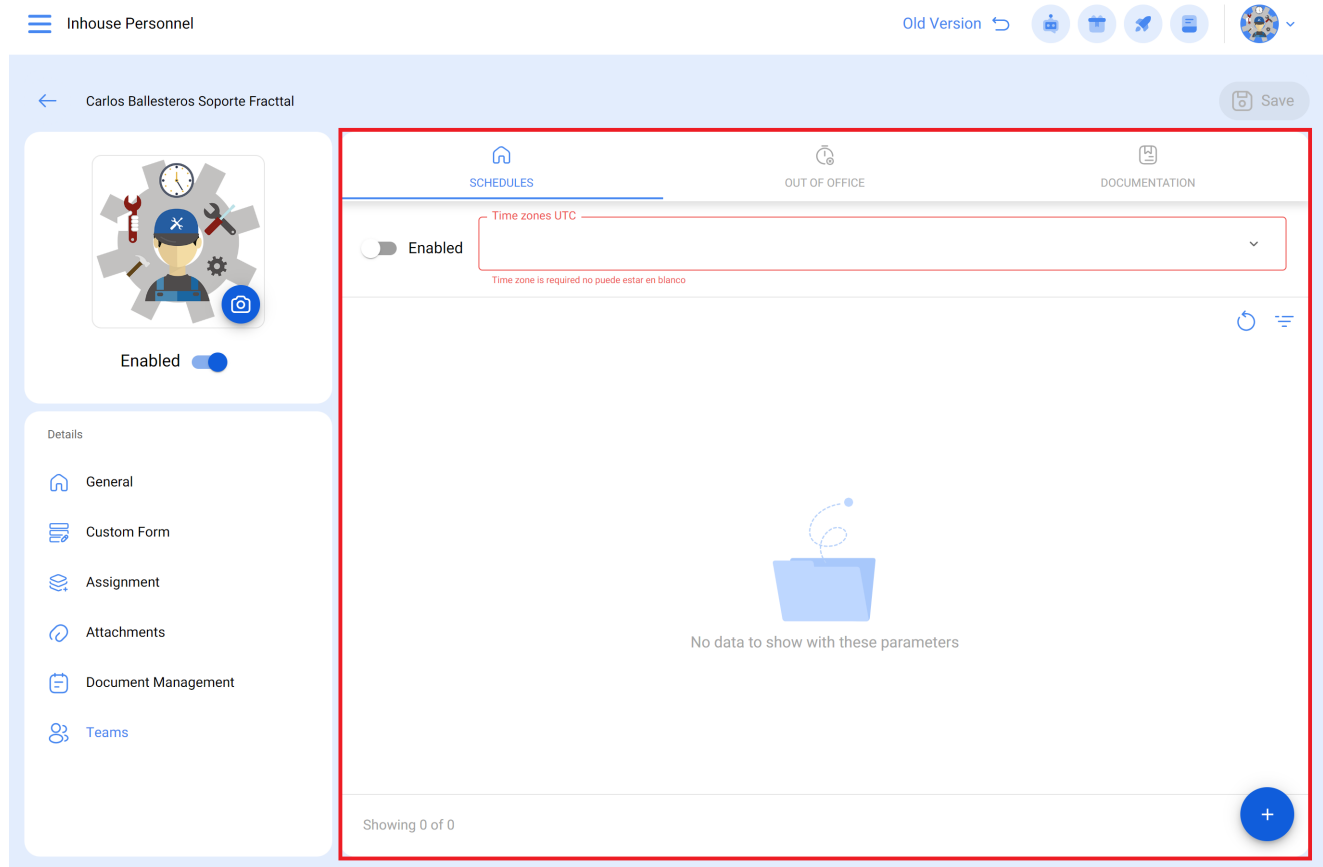 Inhouse Personnel
Old Version
Carlos Ballesteros Soporte Fracttal
Save
Enabled
Details
General
Custom Form
Assignment
Attachments
Document Management
Teams
SCHEDULES
OUT OF OFFICE
DOCUMENTATION
Time zones UTC
Enabled
Time zone is required no puede estar en blanco
No data to show with these parameters
Showing 0 of 0